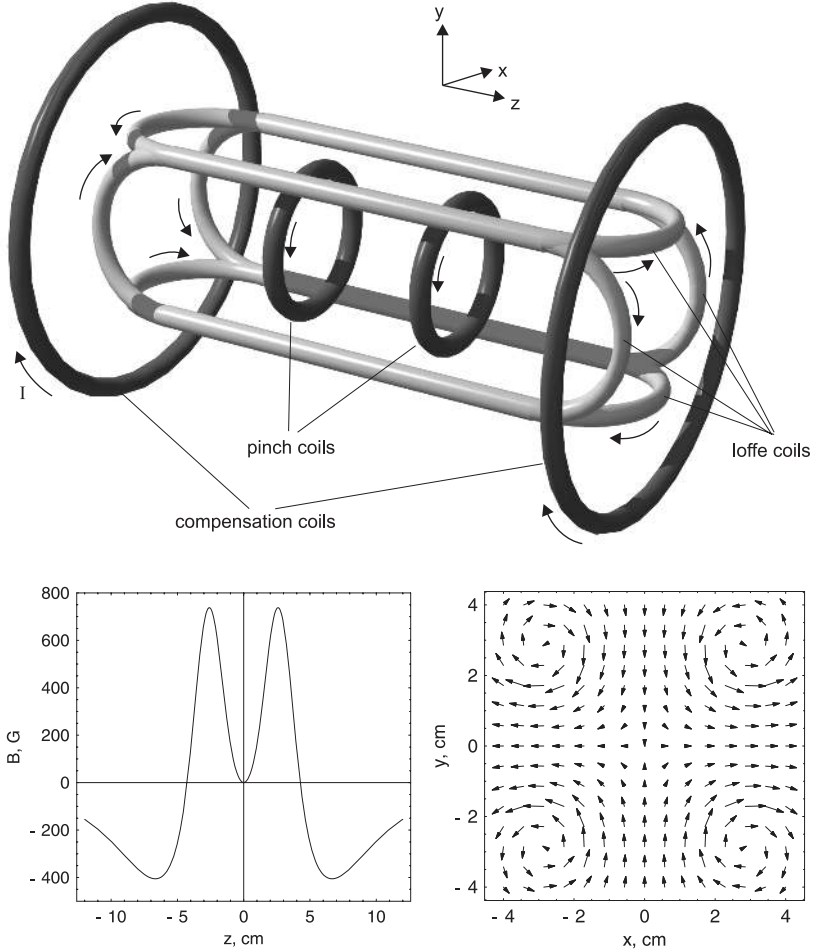 y
x
z
I
pinch coils
Ioffe coils
compensation coils
800
600
400
200
0
- 200
- 400
B, G
- 10
- 5
0
5
10
z, cm
4
2
0
- 2
- 4
y, cm
- 4
- 2
0
2
4
x, cm